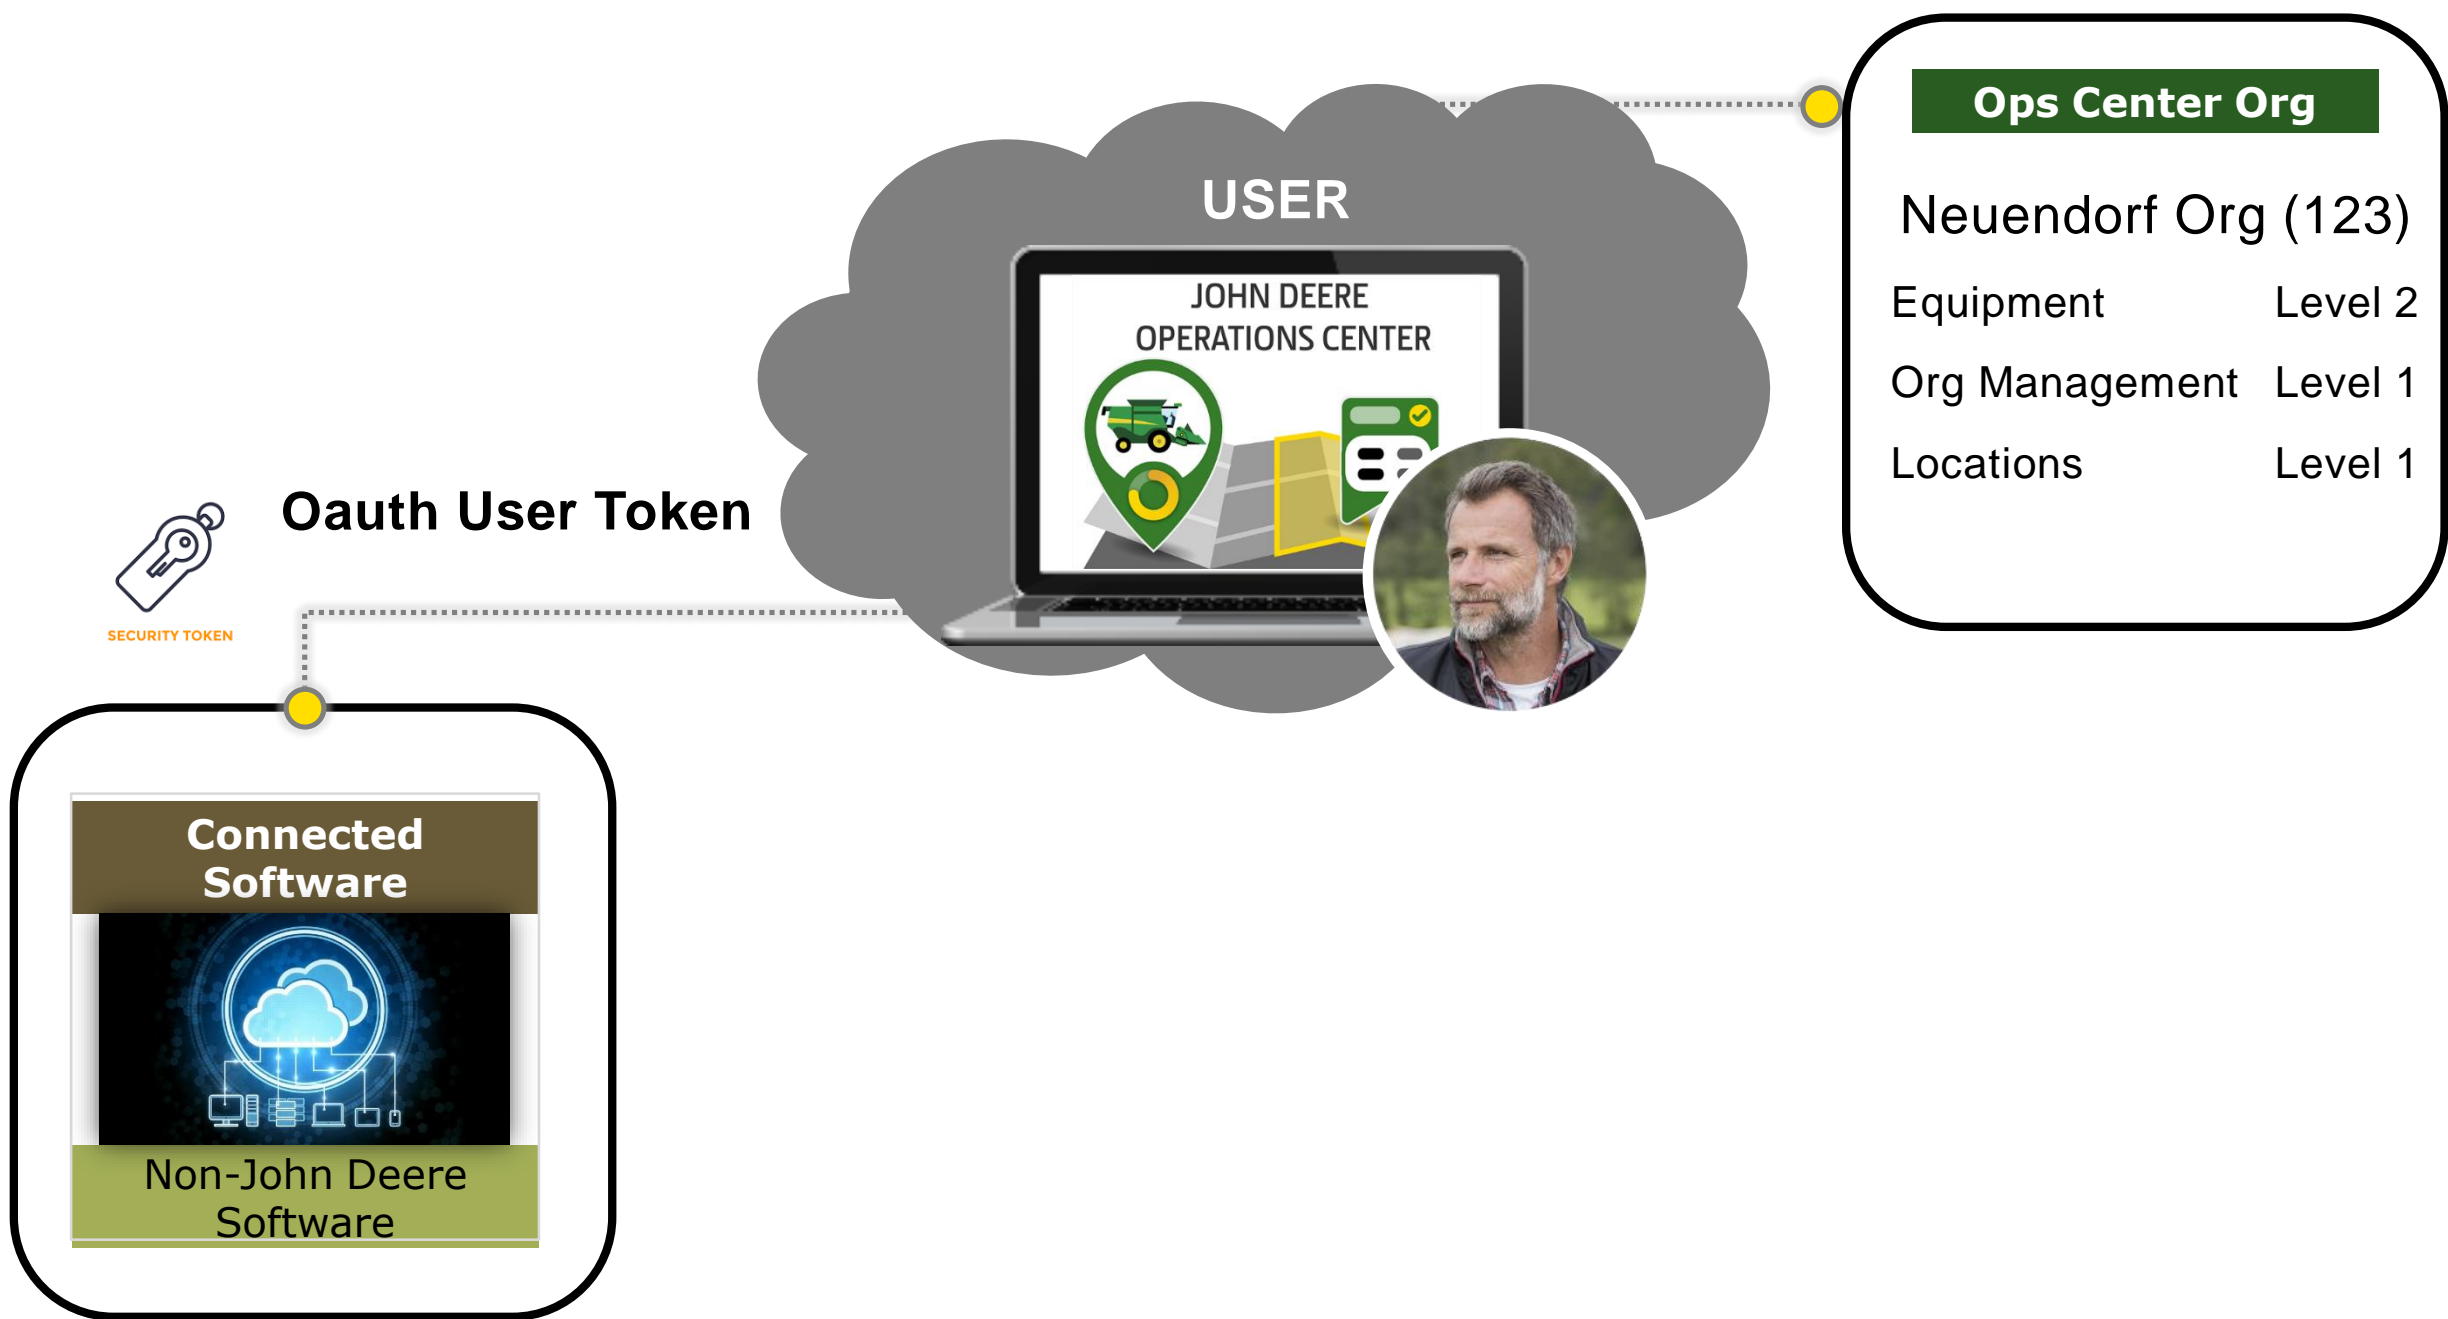 Ops Center Org
Neuendorf Org (123)
Equipment Level 2
Org Management Level 1
Locations Level 1
USER
JOHN DEERE
OPERATIONS CENTER
Oauth User Token
SECURITY TOKEN
Connected
Software
Non-John Deere
Software